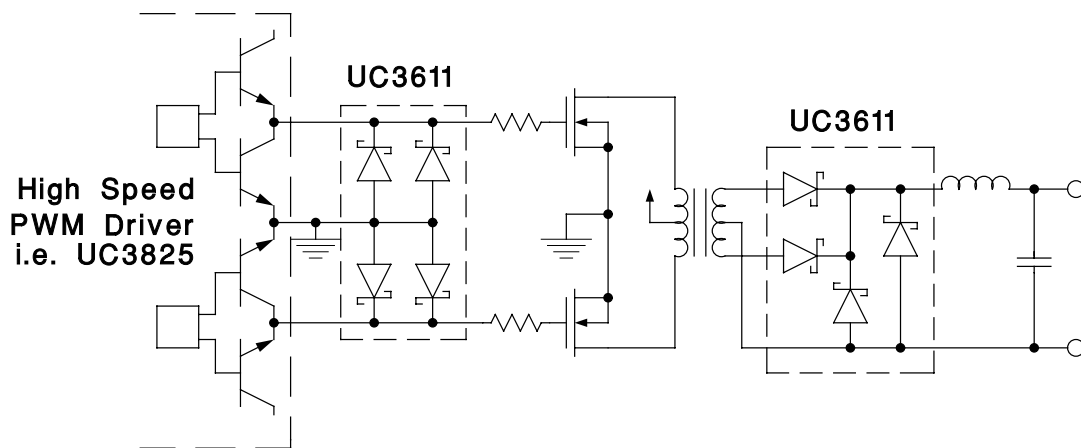 UC3611
UC3611
High Speed
PWM Driver
i.e. UC3825